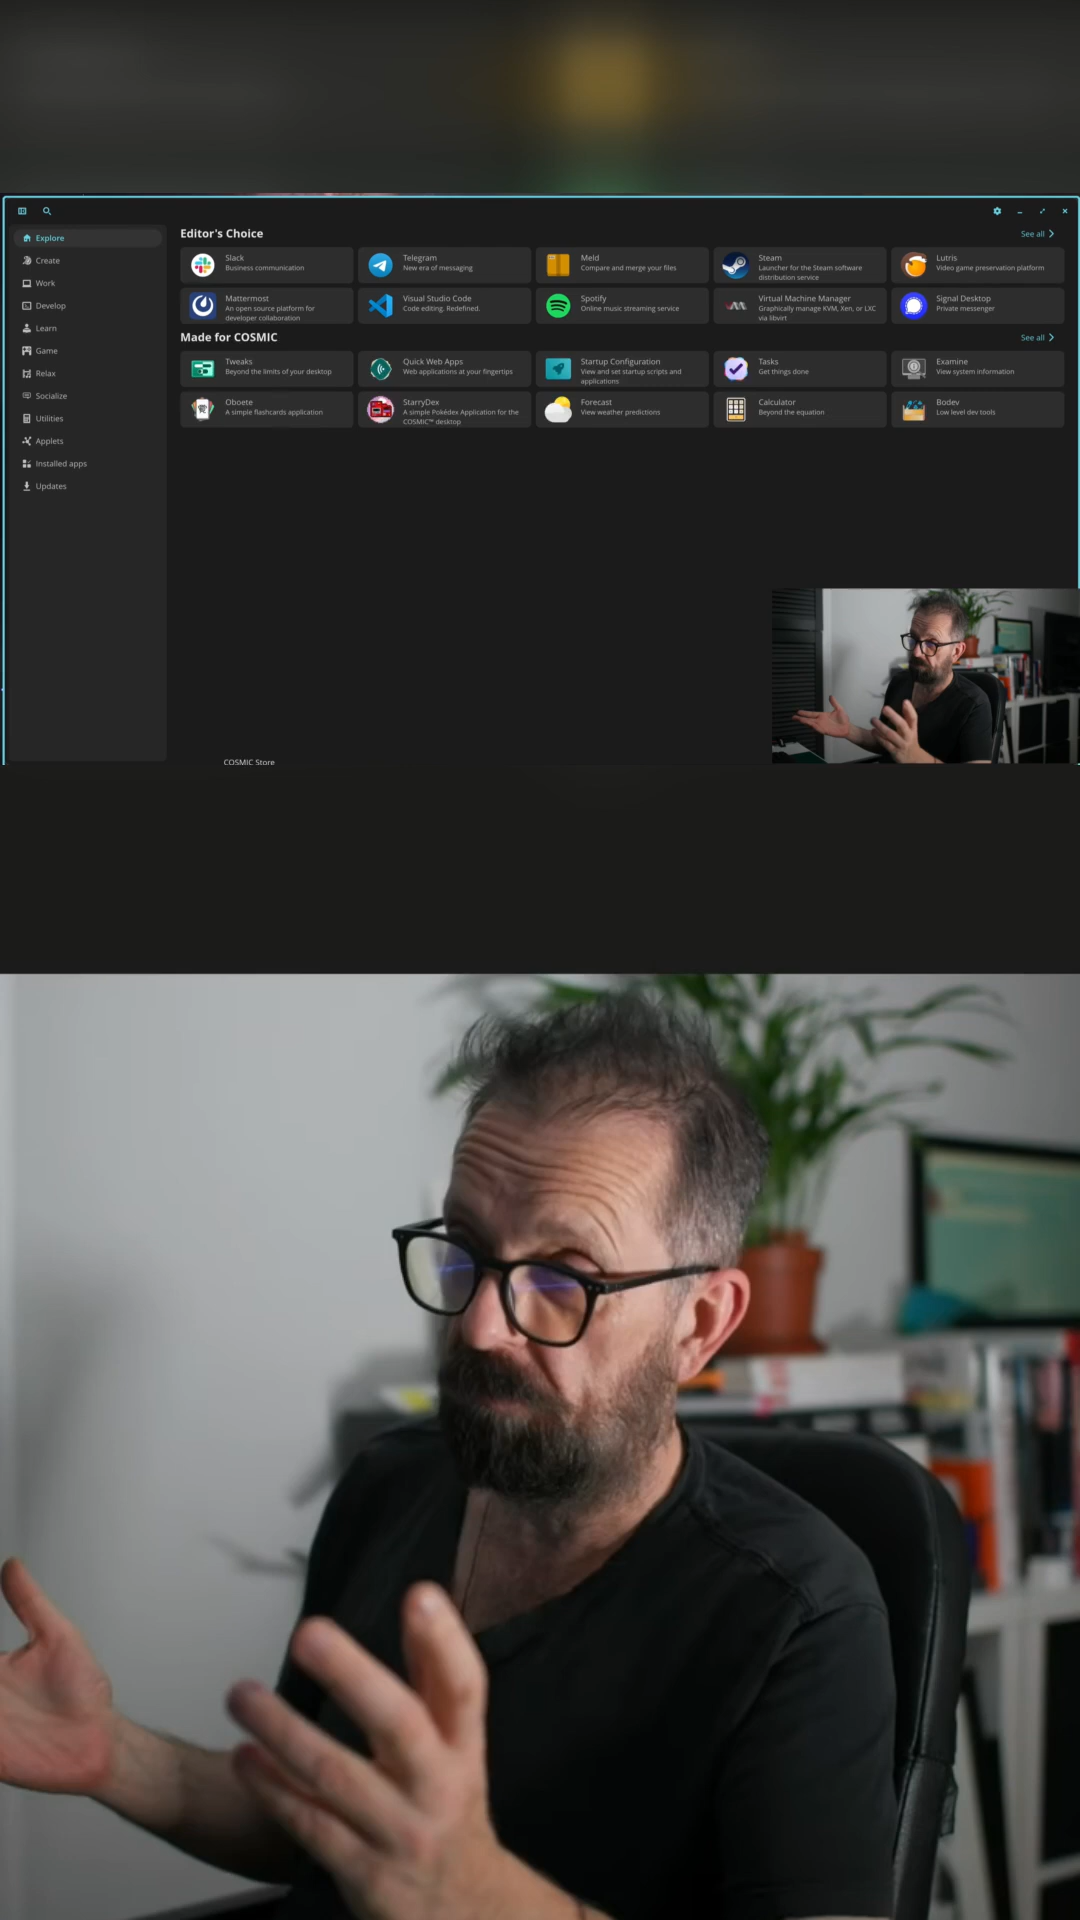 Explore
Create
Work
Develop
Learn
Game
Relax
Socialize
Utilities
Applets
Installed apps
Updates
Editor's Choice
See all
Slack
Business communication
Telegram
New era of messaging
Meld
Compare and merge your files
Steam
Launcher for the Steam software
distribution service
Lutris
Video game preservation platform
Mattermost
An open source platform for
developer collaboration
Visual Studio Code
Code editing. Redefined.
Spotify
Online music streaming service
Virtual Machine Manager
Graphically manage KVM, Xen, or LXC
via libvirt
Signal Desktop
Private messenger
Made for COSMIC
See all
Tweaks
Beyond the limits of your desktop
Quick Web Apps
Web applications at your fingertips
Startup Configuration
View and set startup scripts and
applications
Tasks
Get things done
Examine
View system information
Oboete
A simple flashcards application
StarryDex
A simple Pokédex Application for the
COSMIC™ desktop
Forecast
View weather predictions
Calculator
Beyond the equation
Bodev
Low level dev tools
COSMIC Store